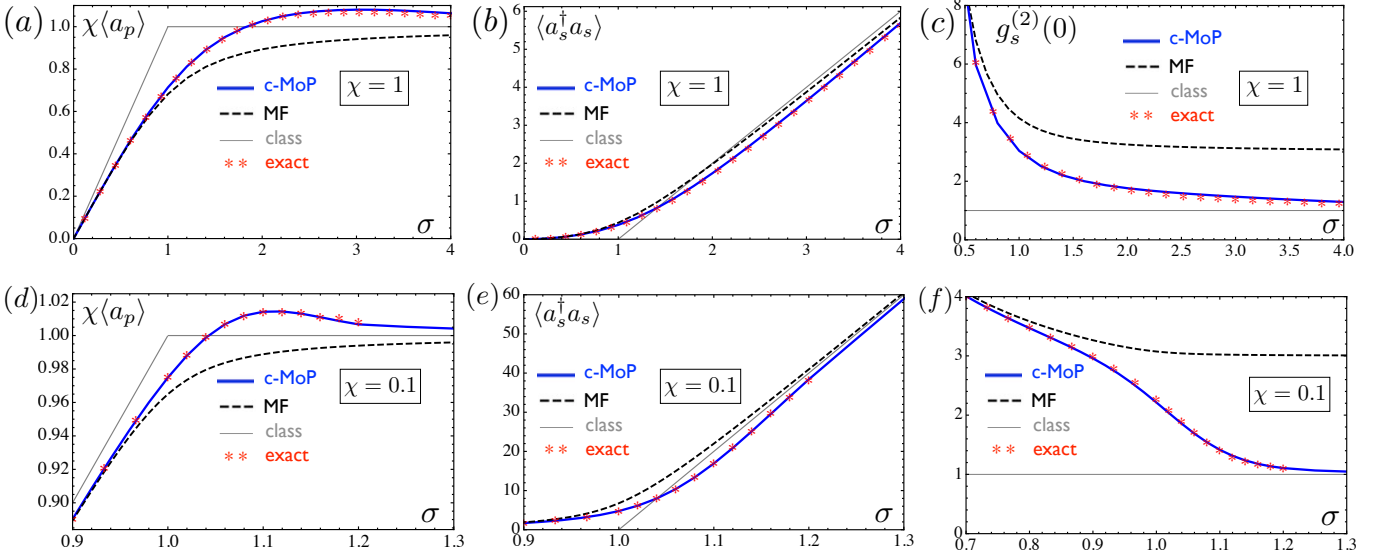 (a) χ⟨a_p⟩
1.0
0.8
0.6
0.4
0.2
0.0
c-MoP
MF
class
** exact
χ = 1
σ
0 1 2 3 4
(b) ⟨a_s^†a_s⟩
6
5
4
3
2
1
0
c-MoP
MF
class
** exact
χ = 1
σ
0 1 2 3 4
(c) g_s^(2)(0)
8
6
4
2
0
c-MoP
MF
class
** exact
χ = 1
σ
0.5 1.0 1.5 2.0 2.5 3.0 3.5 4.0
(d) χ⟨a_p⟩
1.02
1.00
0.98
0.96
0.94
0.92
0.90
c-MoP
MF
class
** exact
χ = 0.1
σ
0.9 1.0 1.1 1.2 1.3
(e) ⟨a_s^†a_s⟩
60
50
40
30
20
10
0
c-MoP
MF
class
** exact
χ = 0.1
σ
0.9 1.0 1.1 1.2 1.3
(f)
4
3
2
1
0
c-MoP
MF
class
** exact
χ = 0.1
σ
0.7 0.8 0.9 1.0 1.1 1.2 1.3